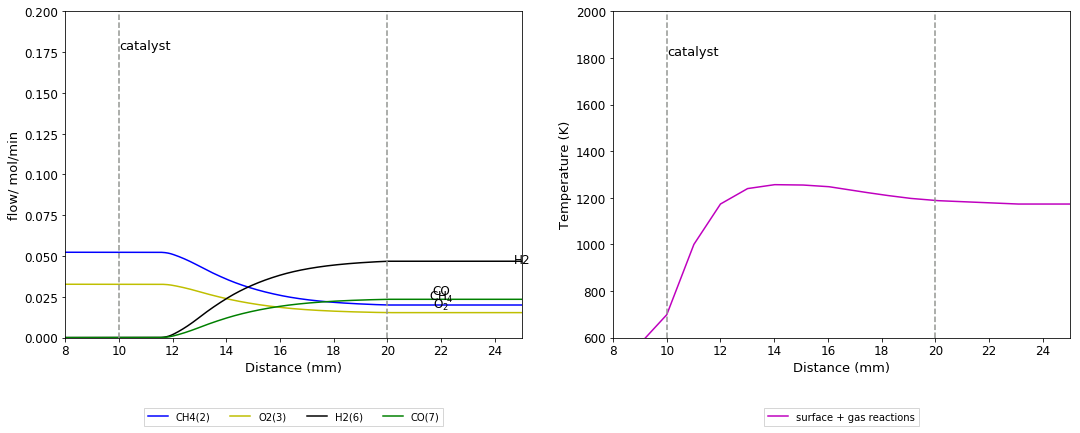 0.200
0.175
0.150
0.125
0.100
0.075
0.050
0.025
0.000
flow/ mol/min
catalyst
H2
CO
CH4
O2
8 10 12 14 16 18 20 22 24
Distance (mm)
CH4(2) O2(3) H2(6) CO(7)
2000
1800
1600
1400
1200
1000
800
600
Temperature (K)
catalyst
8 10 12 14 16 18 20 22 24
Distance (mm)
surface + gas reactions